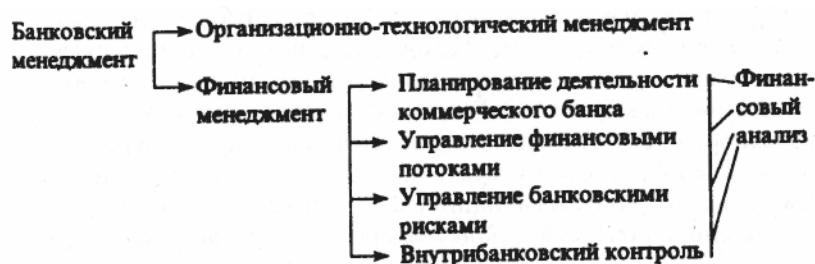 Банковский
менеджмент
Организационно-технологический менеджмент
Финансовый
менеджмент
Планирование деятельности
коммерческого банка
Управление финансовыми
потоками
Управление банковскими
рисками
Внутрибанковский контроль
Финан-
совый
анализ